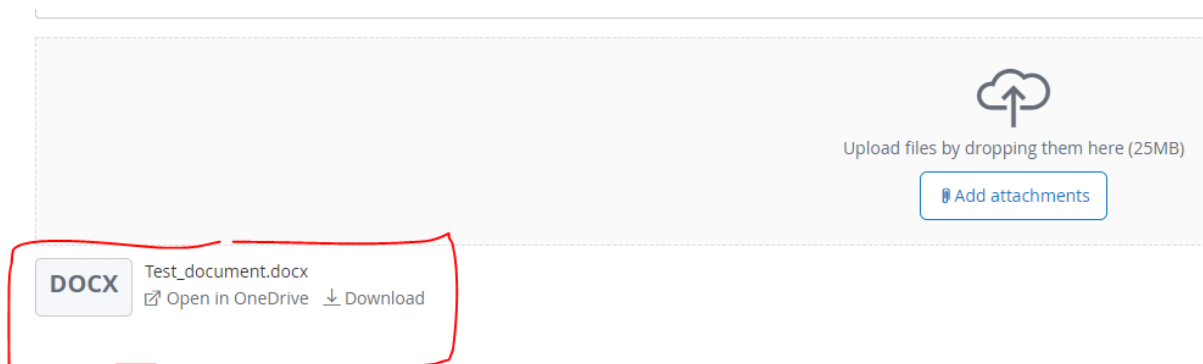 Upload files by dropping them here (25MB)
Add attachments
DOCX
Test_document.docx
Open in OneDrive Download